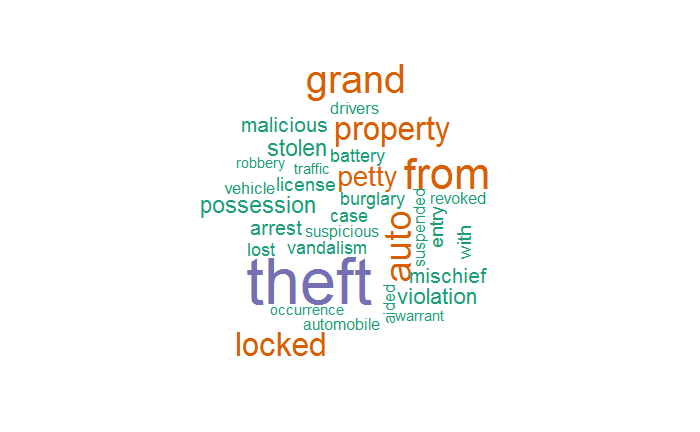 grand
drivers
malicious
property
stolen
battery
robbery
traffic
petty
from
vehicle
license
possession
burglary
revoked
case
arrest
suspicious
auto
suspended
entry
with
lost
vandalism
theft
mischief
aided
violation
occurrence
warrant
automobile
locked